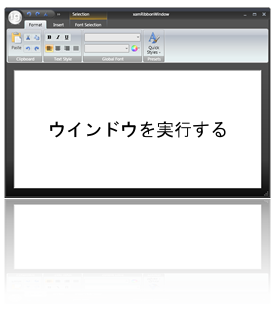 Selection xamRibbonWindow
Format Insert Font Selection
Paste B I U Quick
Styles
Clipboard Text Style Global Font Presets
ウインドウを実行する